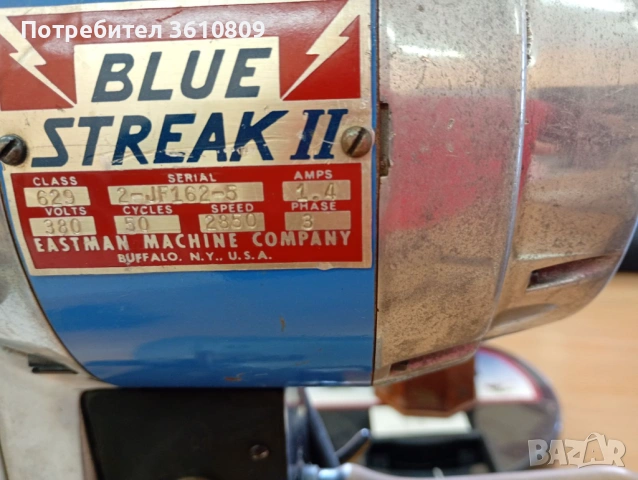 Потребител 3610809
BLUE
STREAK II
CLASS SERIAL AMPS
629 2-JF162-5 1.4
VOLTS CYCLES SPEED PHASE
380 50 2850 3
EASTMAN MACHINE COMPANY
BUFFALO, N.Y., U.S.A.
BAZAR